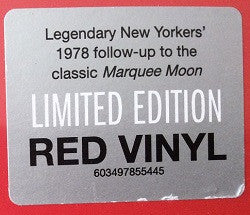 Legendary New Yorkers'
1978 follow-up to the
classic Marquee Moon
LIMITED EDITION
RED VINYL
603497855445